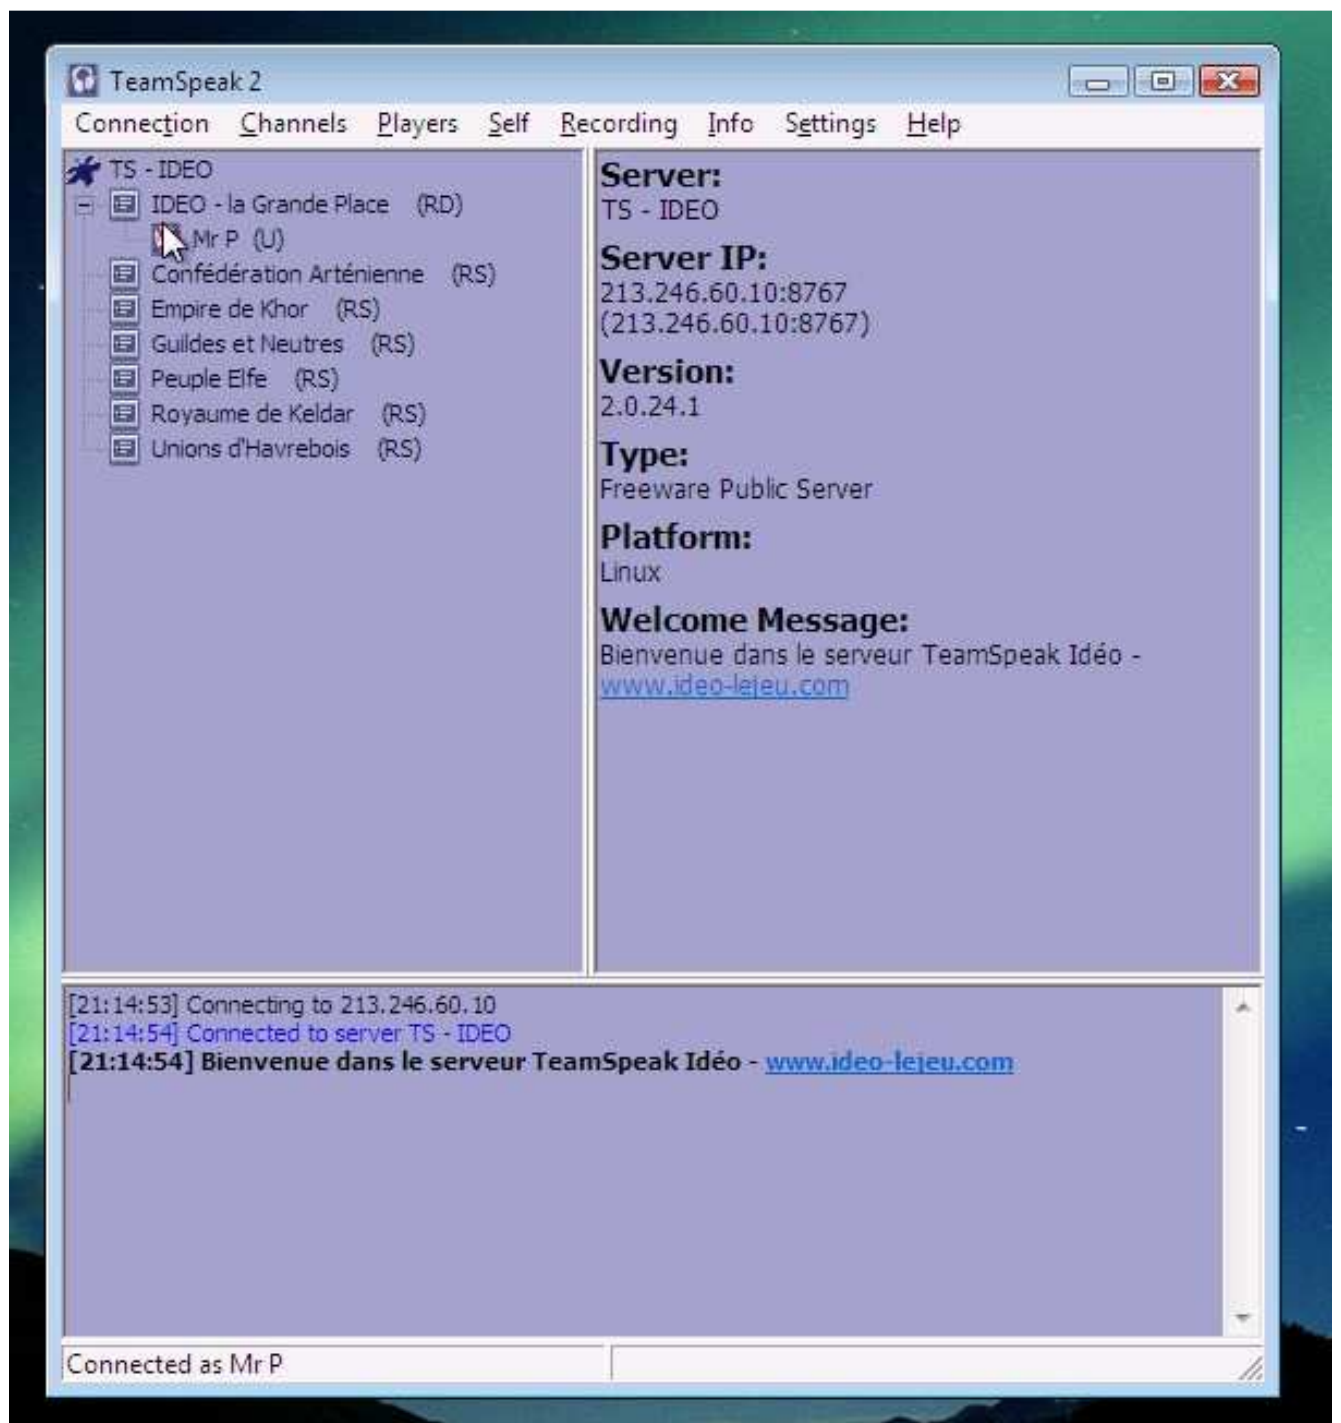 TeamSpeak 2
Connection Channels Players Self Recording Info Settings Help
TS - IDEO
IDEO - la Grande Place (RD)
Mr P (U)
Confédération Arténienne (RS)
Empire de Khor (RS)
Guildes et Neutres (RS)
Peuple Elfe (RS)
Royaume de Keldar (RS)
Unions d'Havrebois (RS)
Server:
TS - IDEO
Server IP:
213.246.60.10:8767
(213.246.60.10:8767)
Version:
2.0.24.1
Type:
Freeware Public Server
Platform:
Linux
Welcome Message:
Bienvenue dans le serveur TeamSpeak Idéo -
www.ideo-lejeu.com
[21:14:53] Connecting to 213.246.60.10
[21:14:54] Connected to server TS - IDEO
[21:14:54] Bienvenue dans le serveur TeamSpeak Idéo - www.ideo-lejeu.com
Connected as Mr P